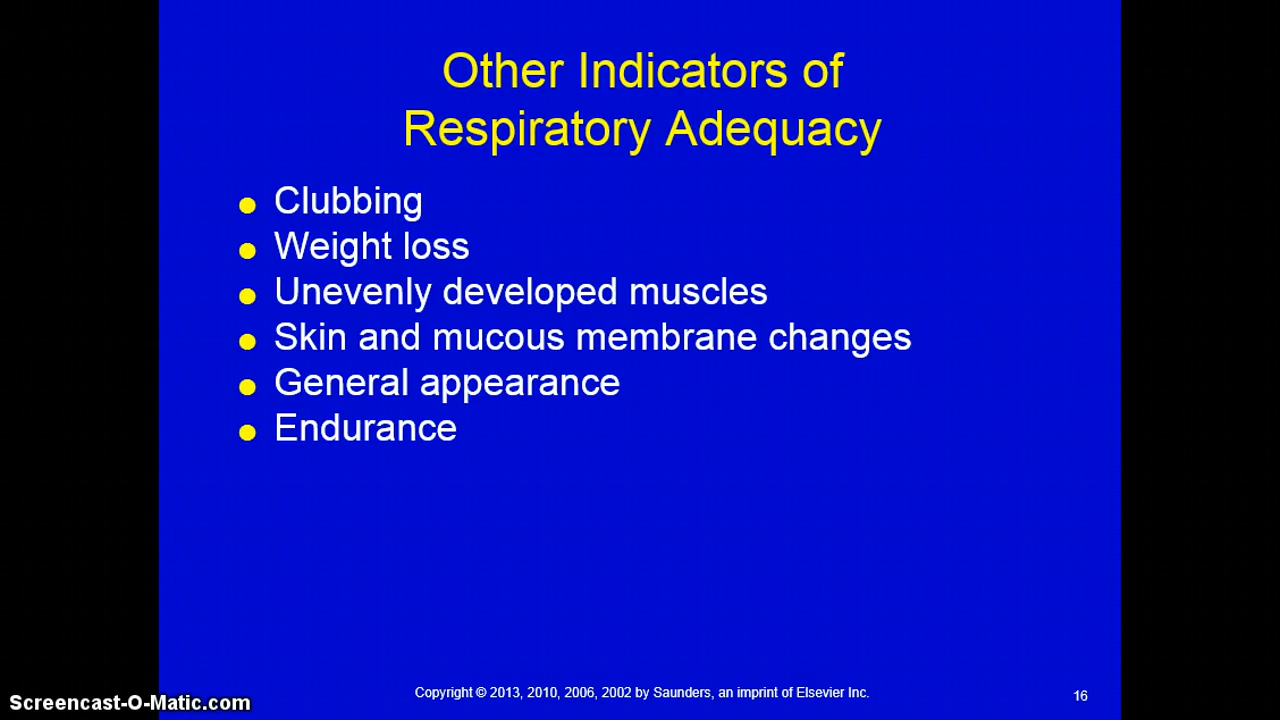 Other Indicators of
Respiratory Adequacy
Clubbing
Weight loss
Unevenly developed muscles
Skin and mucous membrane changes
General appearance
Endurance
Copyright © 2013, 2010, 2006, 2002 by Saunders, an imprint of Elsevier Inc.
16
Screencast-O-Matic.com